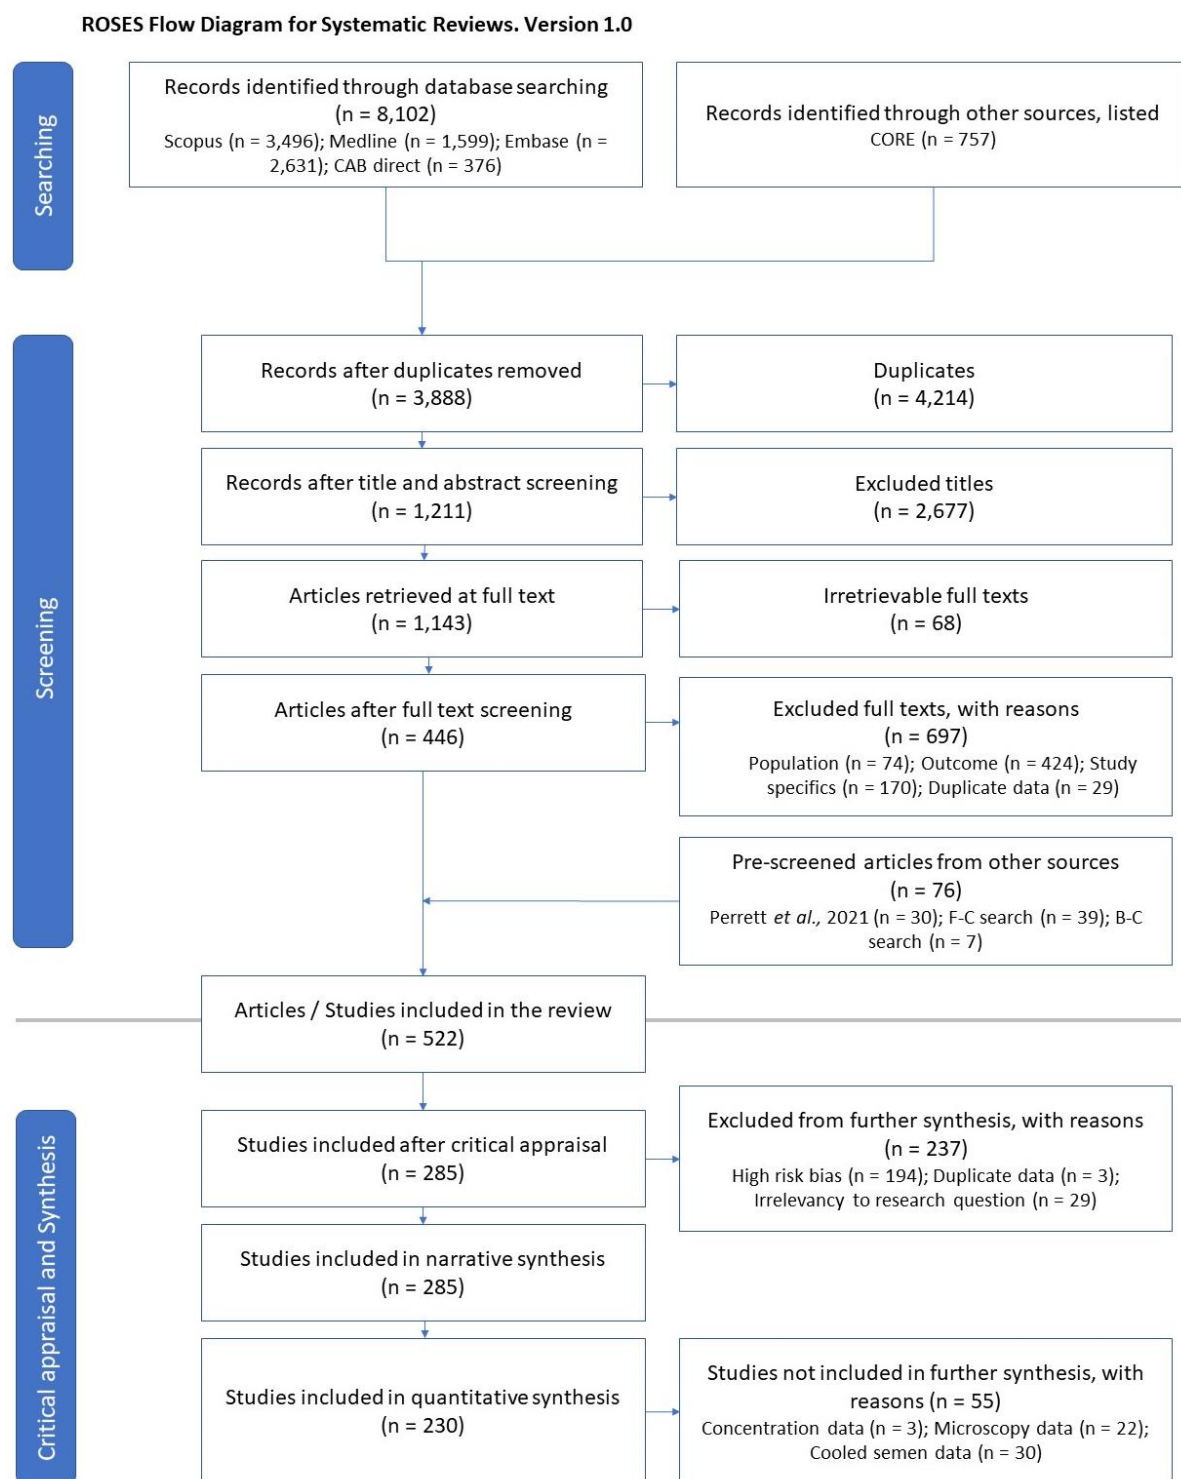 ROSES Flow Diagram for Systematic Reviews. Version 1.0
Searching
Records identified through database searching
(n = 8,102)
Scopus (n = 3,496); Medline (n = 1,599); Embase (n =
2,631); CAB direct (n = 376)
Records identified through other sources, listed
CORE (n = 757)
Screening
Records after duplicates removed
(n = 3,888)
Duplicates
(n = 4,214)
Records after title and abstract screening
(n = 1,211)
Excluded titles
(n = 2,677)
Articles retrieved at full text
(n = 1,143)
Irretrievable full texts
(n = 68)
Articles after full text screening
(n = 446)
Excluded full texts, with reasons
(n = 697)
Population (n = 74); Outcome (n = 424); Study
specifics (n = 170); Duplicate data (n = 29)
Pre-screened articles from other sources
(n = 76)
Perrett et al., 2021 (n = 30); F-C search (n = 39); B-C
search (n = 7)
Articles / Studies included in the review
(n = 522)
Critical appraisal and Synthesis
Studies included after critical appraisal
(n = 285)
Excluded from further synthesis, with reasons
(n = 237)
High risk bias (n = 194); Duplicate data (n = 3);
Irrelevancy to research question (n = 29)
Studies included in narrative synthesis
(n = 285)
Studies included in quantitative synthesis
(n = 230)
Studies not included in further synthesis, with
reasons (n = 55)
Concentration data (n = 3); Microscopy data (n = 22);
Cooled semen data (n = 30)